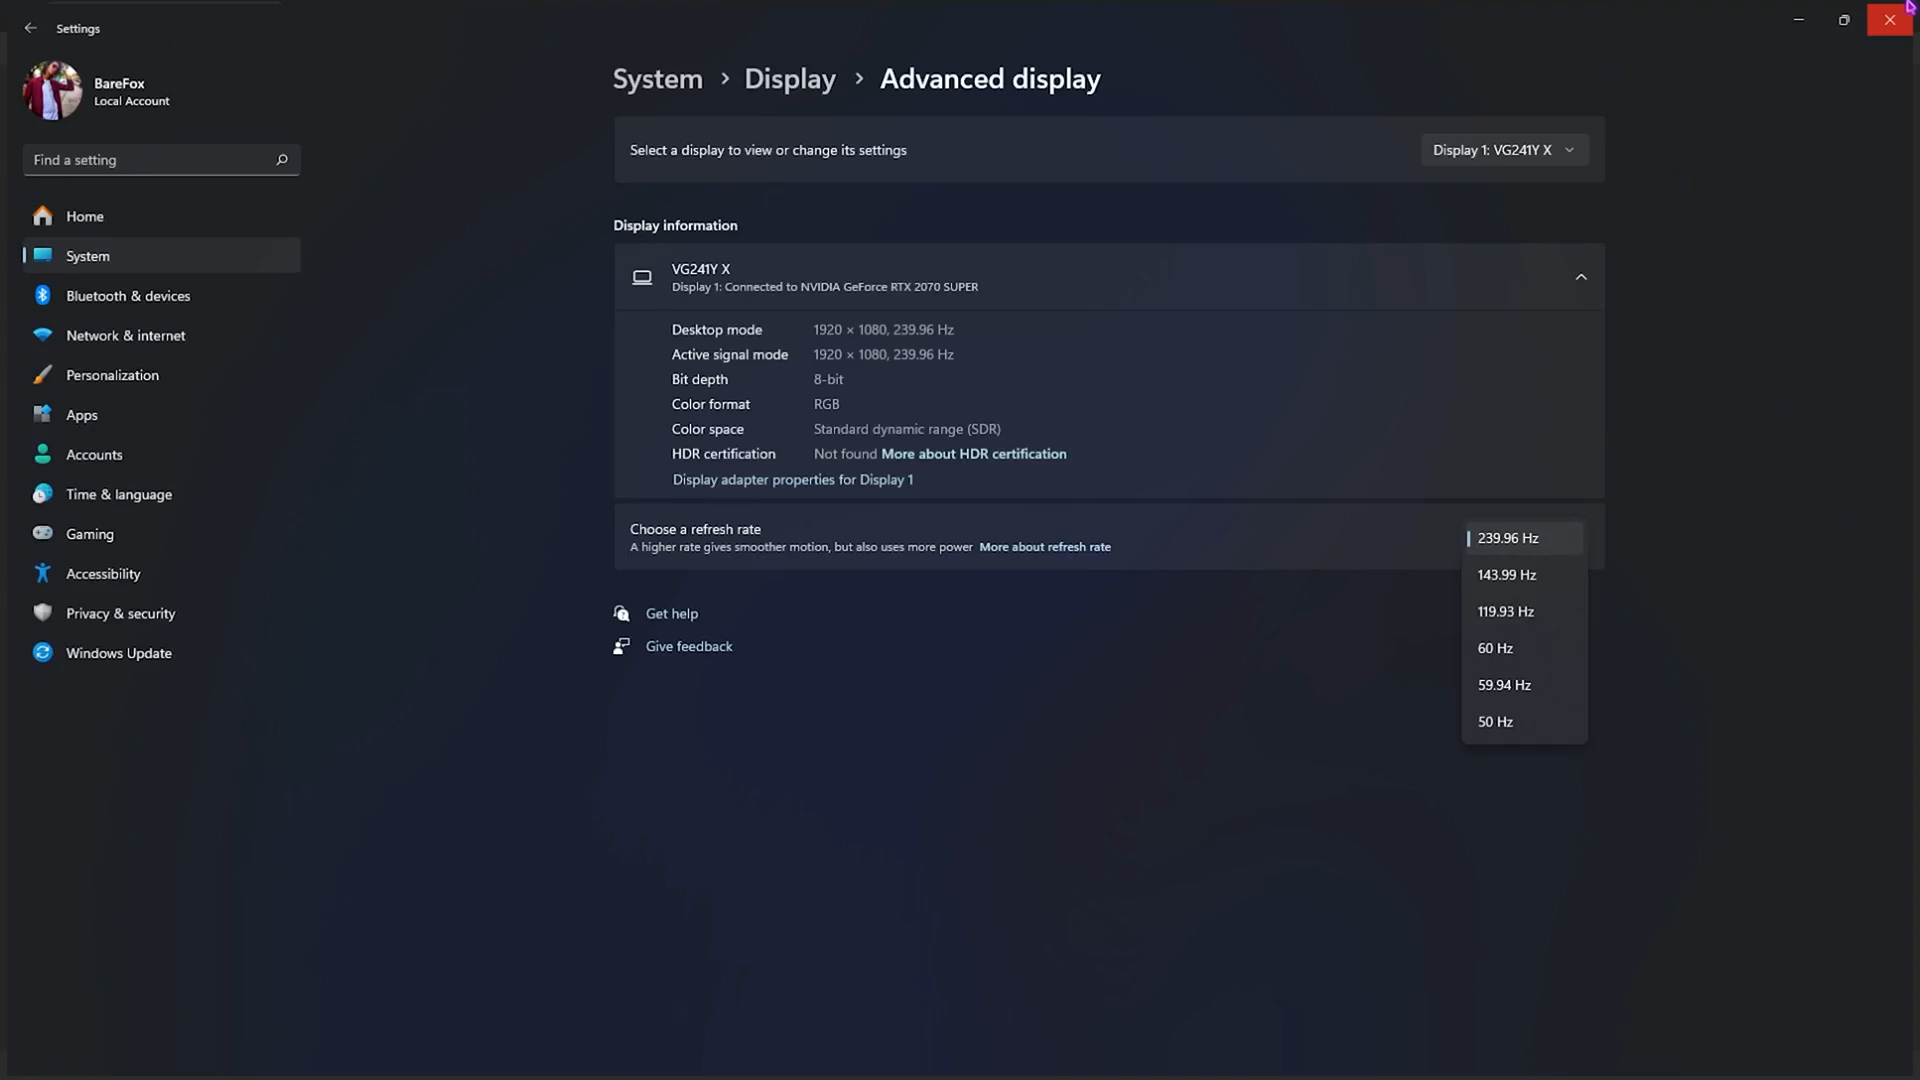 Settings
BareFox
Local Account
Find a setting
Home
System
Bluetooth & devices
Network & internet
Personalization
Apps
Accounts
Time & language
Gaming
Accessibility
Privacy & security
Windows Update
System > Display > Advanced display
Select a display to view or change its settings
Display 1: VG241Y X
Display information
VG241Y X
Display 1: Connected to NVIDIA GeForce RTX 2070 SUPER
Desktop mode 1920 × 1080, 239.96 Hz
Active signal mode 1920 × 1080, 239.96 Hz
Bit depth 8-bit
Color format RGB
Color space Standard dynamic range (SDR)
HDR certification Not found More about HDR certification
Display adapter properties for Display 1
Choose a refresh rate
A higher rate gives smoother motion, but also uses more power More about refresh rate
239.96 Hz
143.99 Hz
119.93 Hz
60 Hz
59.94 Hz
50 Hz
Get help
Give feedback